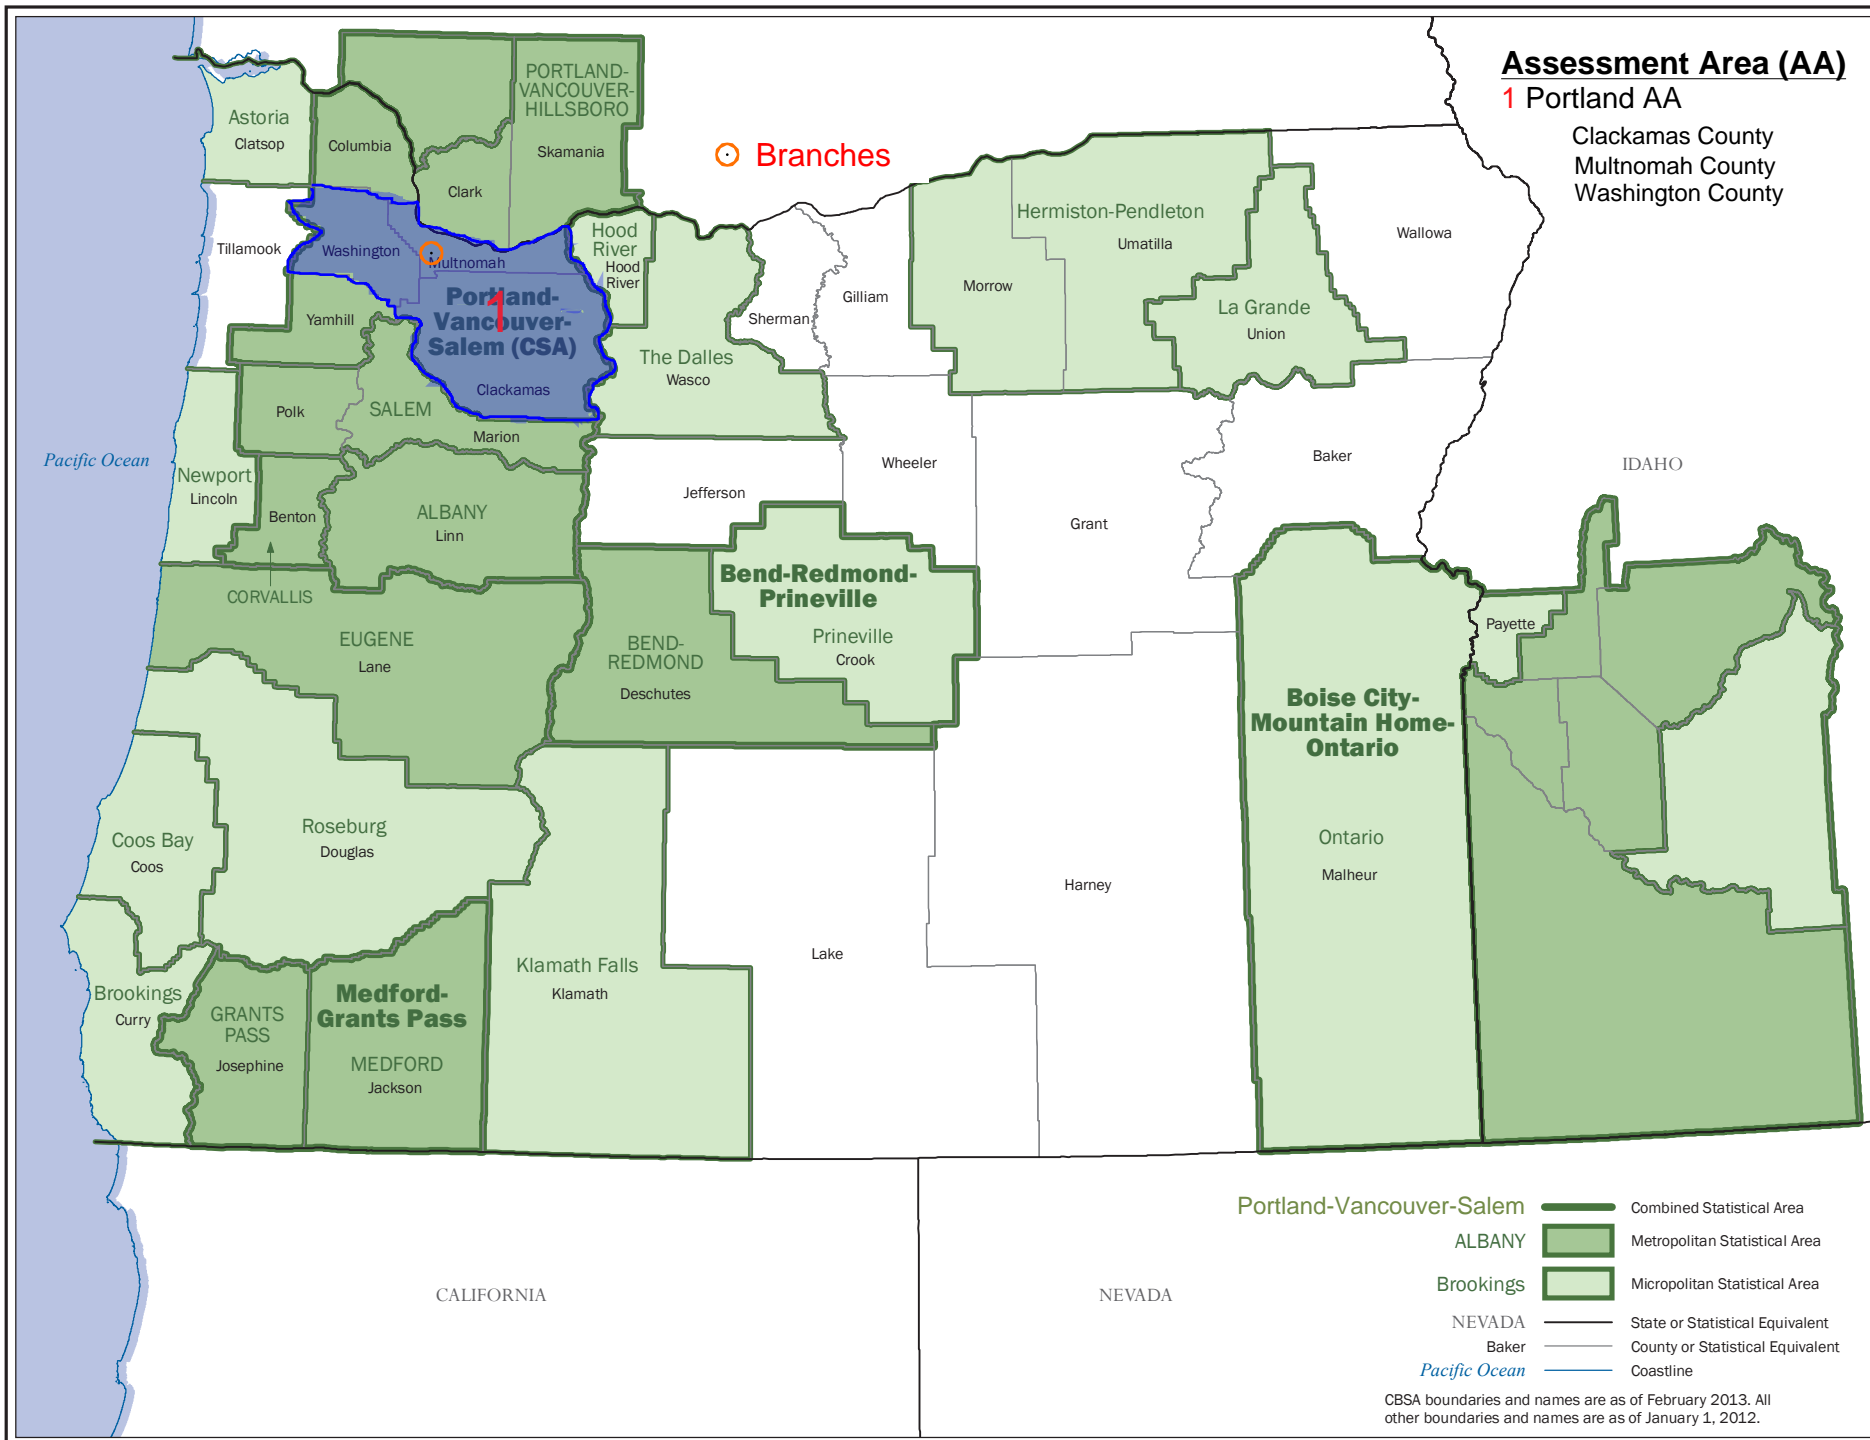 Assessment Area (AA)
1 Portland AA
Clackamas County
Multnomah County
Washington County
Branches
PORTLAND-
VANCOUVER-
HILLSBORO
Skamania
Astoria
Clatsop
Columbia
Clark
Tillamook
Washington
Multnomah
Hood
River
Hood
River
1
Portland-
Vancouver-
Salem (CSA)
Clackamas
Yamhill
Polk
SALEM
Marion
The Dalles
Wasco
Sherman
Gilliam
Morrow
Hermiston-Pendleton
Umatilla
La Grande
Union
Wallowa
Pacific Ocean
Newport
Lincoln
Benton
CORVALLIS
ALBANY
Linn
Jefferson
Wheeler
Grant
Baker
IDAHO
EUGENE
Lane
BEND-
REDMOND
Deschutes
Bend-Redmond-
Prineville
Prineville
Crook
Payette
Boise City-
Mountain Home-
Ontario
Ontario
Malheur
Coos Bay
Coos
Roseburg
Douglas
Harney
Lake
Klamath Falls
Klamath
Brookings
Curry
GRANTS
PASS
Josephine
Medford-
Grants Pass
MEDFORD
Jackson
CALIFORNIA
NEVADA
Portland-Vancouver-Salem Combined Statistical Area
ALBANY Metropolitan Statistical Area
Brookings Micropolitan Statistical Area
NEVADA State or Statistical Equivalent
Baker County or Statistical Equivalent
Pacific Ocean Coastline
CBSA boundaries and names are as of February 2013. All
other boundaries and names are as of January 1, 2012.